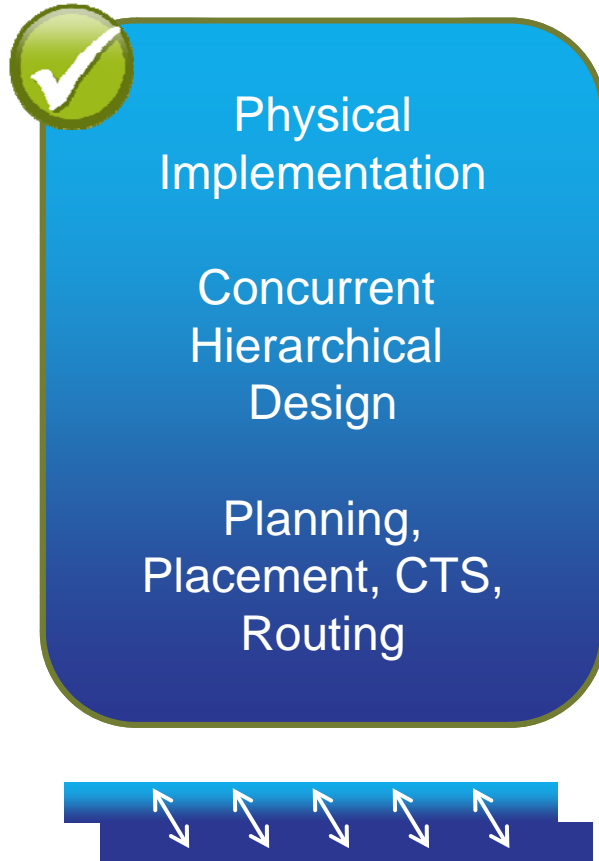 Physical
Implementation
Concurrent
Hierarchical
Design
Planning,
Placement, CTS,
Routing